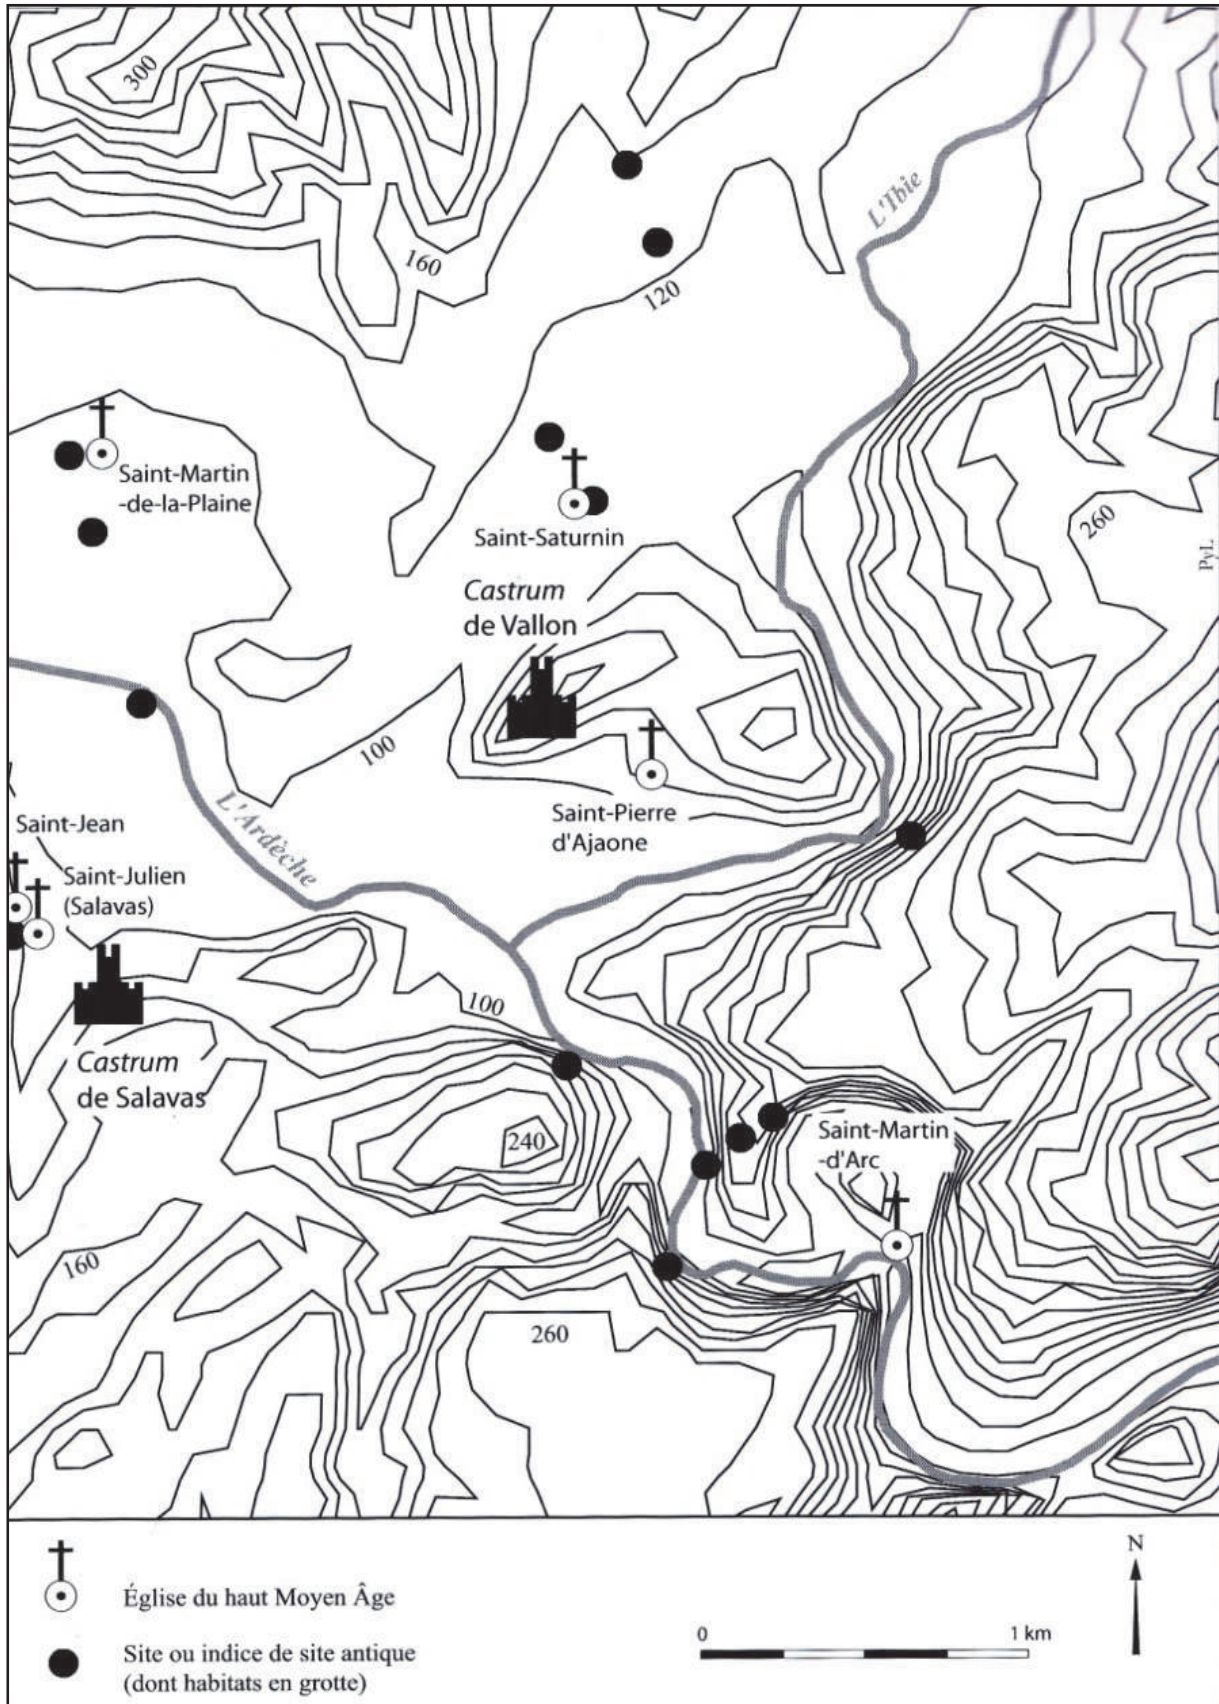 300
L'Ibie
160
120
Saint-Martin
-de-la-Plaine
Saint-Saturnin
260
PyL
Castrum
de Vallon
100
Saint-Pierre
d'Ajaone
L'Ardèche
Saint-Jean
Saint-Julien
(Salavas)
100
Castrum
de Salavas
240
Saint-Martin
-d'Arc
160
260
Église du haut Moyen Âge
Site ou indice de site antique
(dont habitats en grotte)
0
1 km
N